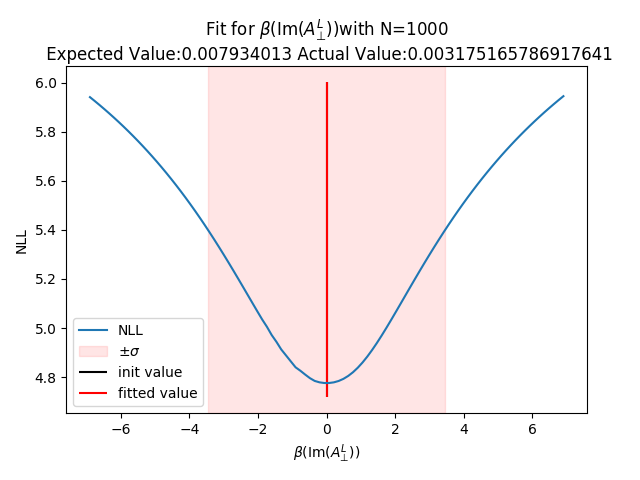 Fit for β(Im(A_⊥^L))with N=1000
Expected Value:0.007934013 Actual Value:0.003175165786917641
6.0
5.8
5.6
5.4
5.2
5.0
4.8
NLL
NLL
±σ
init value
fitted value
−6 −4 −2 0 2 4 6
β(Im(A_⊥^L))